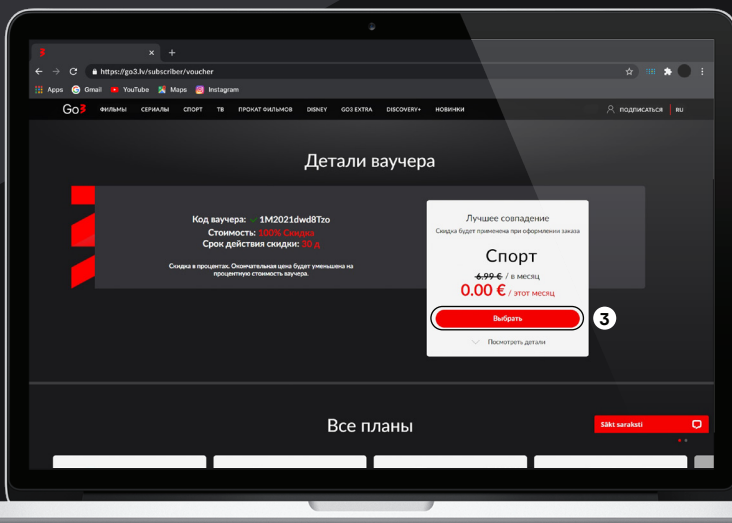 https://go3.lv/subscriber/voucher
Apps Gmail YouTube Maps Instagram
Go3 ФИЛЬМЫ СЕРИАЛЫ СПОРТ ТВ ПРОКАТ ФИЛЬМОВ DISNEY GO3 EXTRA DISCOVERY+ НОВИНКИ ПОДПИСАТЬСЯ RU
Детали ваучера
Код ваучера: 1M2021dwd8Tzo
Стоимость: 100% Скидка
Срок действия скидки: 30 д
Скидка в процентах. Окончательная цена будет уменьшена на
процентную стоимость ваучера.
Лучшее совпадение
Скидка будет применена при оформлении заказа
Спорт
6.99 € / в месяц
0.00 € / этот месяц
Выбрать
3
Посмотреть детали
Все планы
Sākt saraksti